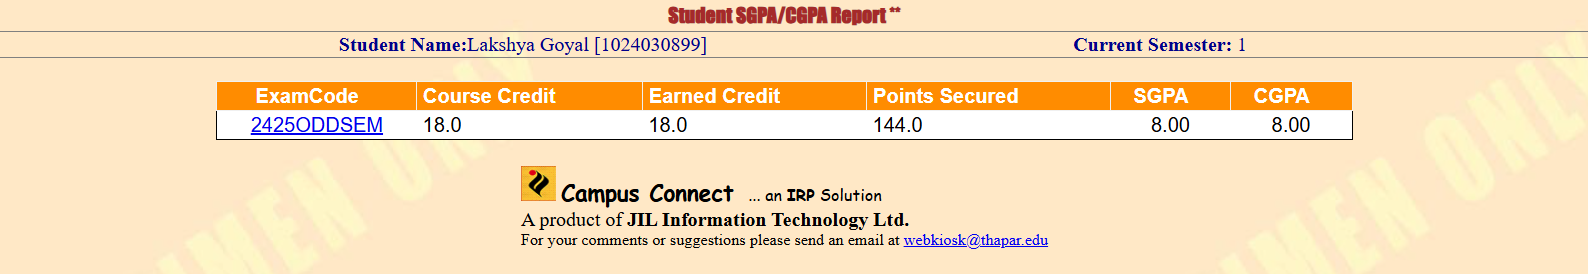 Student SGPA/CGPA Report **
Student Name:Lakshya Goyal [1024030899] Current Semester: 1
ExamCode Course Credit Earned Credit Points Secured SGPA CGPA
2425ODDSEM 18.0 18.0 144.0 8.00 8.00
Campus Connect ... an IRP Solution
A product of JIL Information Technology Ltd.
For your comments or suggestions please send an email at webkiosk@thapar.edu
IMEN ONLY
IMEN ONLY